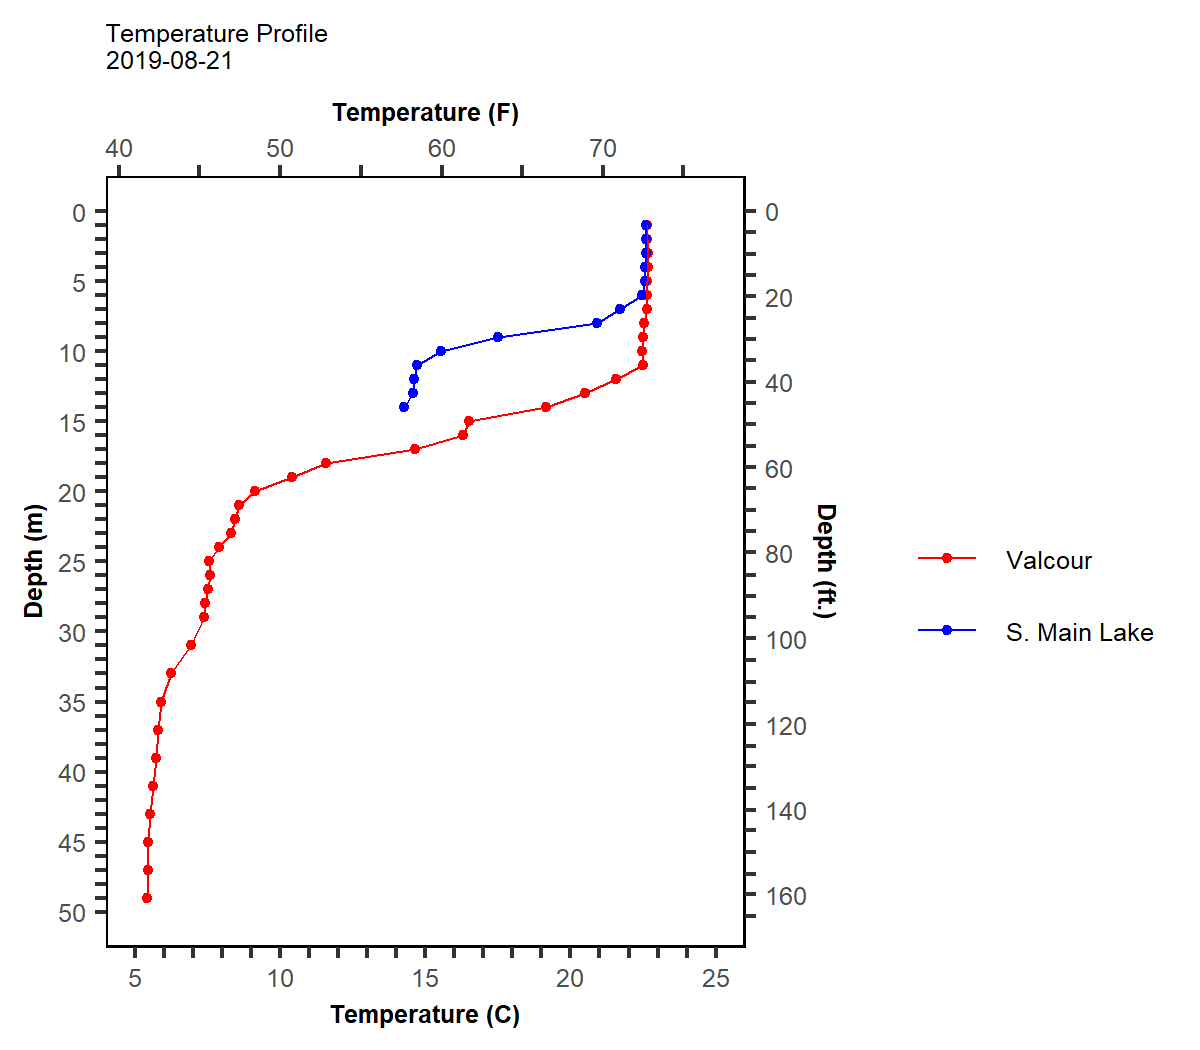 Temperature Profile
2019-08-21
Temperature (F)
40 50 60 70
0
5
10
15
20
25
30
35
40
45
50
Depth (m)
0
20
40
60
80
100
120
140
160
Depth (ft.)
Valcour
S. Main Lake
5 10 15 20 25
Temperature (C)